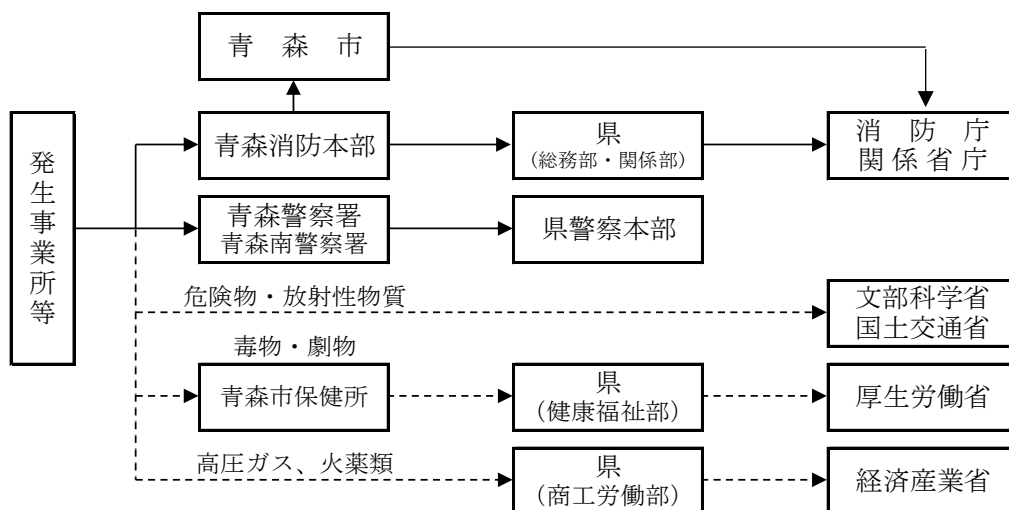 青森市
発生事業所等
青森消防本部
県
(総務部・関係部)
消防庁
関係省庁
青森警察署
青森南警察署
県警察本部
危険物・放射性物質
文部科学省
国土交通省
毒物・劇物
青森市保健所
県
(健康福祉部)
厚生労働省
高圧ガス、火薬類
県
(商工労働部)
経済産業省